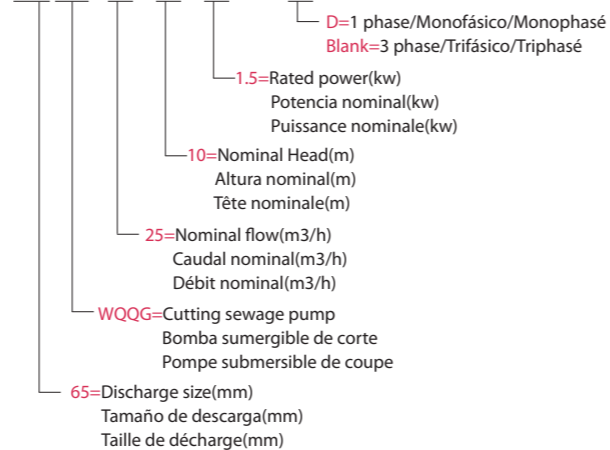 D=1 phase/Monofásico/Monophasé
Blank=3 phase/Trifásico/Triphasé
1.5=Rated power(kw)
Potencia nominal(kw)
Puissance nominale(kw)
10=Nominal Head(m)
Altura nominal(m)
Tête nominale(m)
25=Nominal flow(m3/h)
Caudal nominal(m3/h)
Débit nominal(m3/h)
WQQG=Cutting sewage pump
Bomba sumergible de corte
Pompe submersible de coupe
65=Discharge size(mm)
Tamaño de descarga(mm)
Taille de décharge(mm)